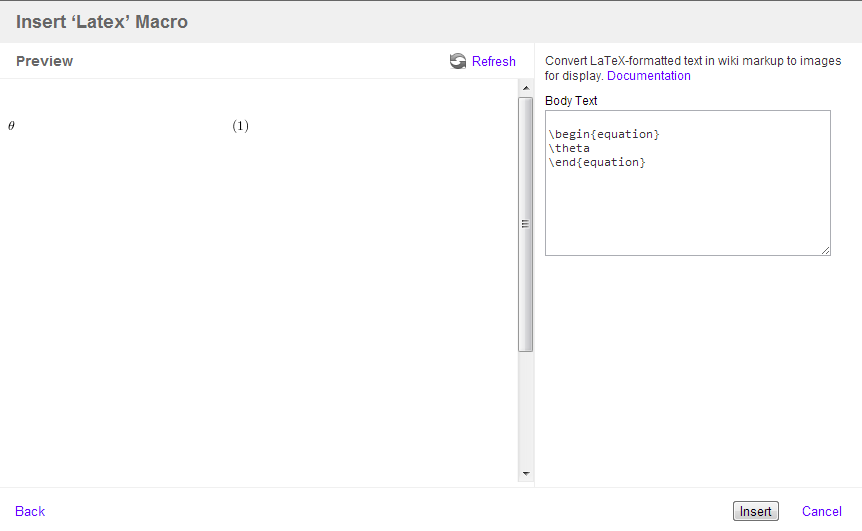 Insert ‘Latex’ Macro
Preview
Refresh
θ (1)
Convert LaTeX-formatted text in wiki markup to images
for display. Documentation
Body Text
\begin{equation}
\theta
\end{equation}
Back
Insert
Cancel